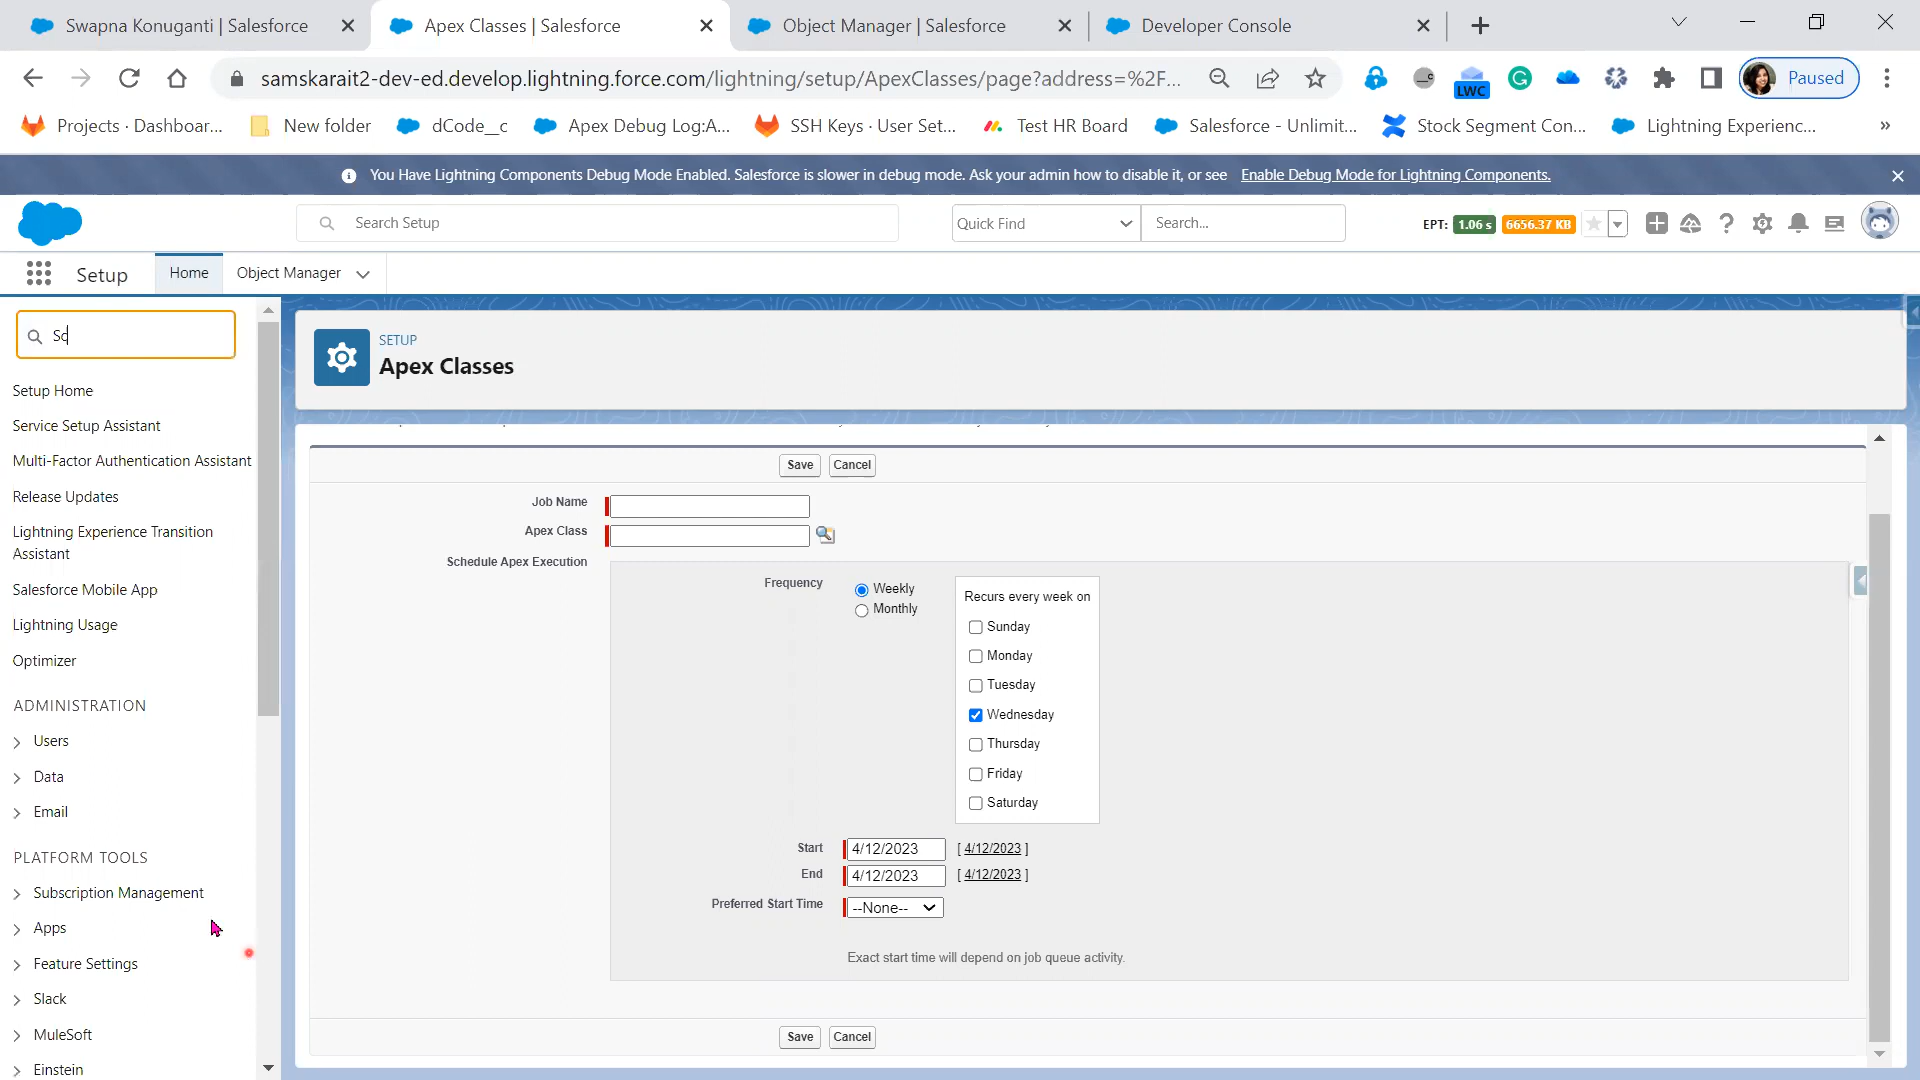 Swapna Konuganti | Salesforce
Apex Classes | Salesforce
Object Manager | Salesforce
Developer Console
samskarait2-dev-ed.develop.lightning.force.com/lightning/setup/ApexClasses/page?address=%2F...
LWC
Paused
Projects · Dashboar...
New folder
dCode__c
Apex Debug Log:A...
SSH Keys · User Set...
Test HR Board
Salesforce - Unlimit...
Stock Segment Con...
Lightning Experienc...
»
You Have Lightning Components Debug Mode Enabled. Salesforce is slower in debug mode. Ask your admin how to disable it, or see Enable Debug Mode for Lightning Components.
Search Setup
Quick Find
Search...
EPT: 1.06 s 6656.37 KB
Setup
Home
Object Manager
Sc
Setup Home
Service Setup Assistant
Multi-Factor Authentication Assistant
Release Updates
Lightning Experience Transition
Assistant
Salesforce Mobile App
Lightning Usage
Optimizer
ADMINISTRATION
Users
Data
Email
PLATFORM TOOLS
Subscription Management
Apps
Feature Settings
Slack
MuleSoft
Einstein
SETUP
Apex Classes
Save Cancel
Job Name
Apex Class
Schedule Apex Execution
Frequency
Weekly
Monthly
Recurs every week on
Sunday
Monday
Tuesday
Wednesday
Thursday
Friday
Saturday
Start 4/12/2023 [ 4/12/2023 ]
End 4/12/2023 [ 4/12/2023 ]
Preferred Start Time --None--
Exact start time will depend on job queue activity.
Save Cancel